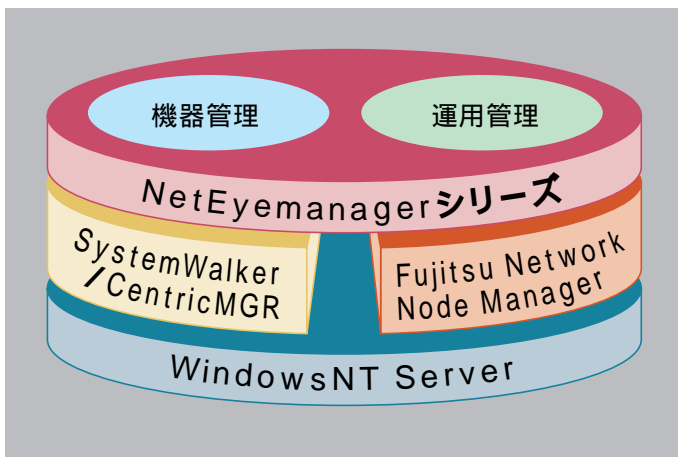 機器管理
運用管理
NetEyemanagerシリーズ
SystemWalker
/CentricMGR
Fujitsu Network
Node Manager
WindowsNT Server